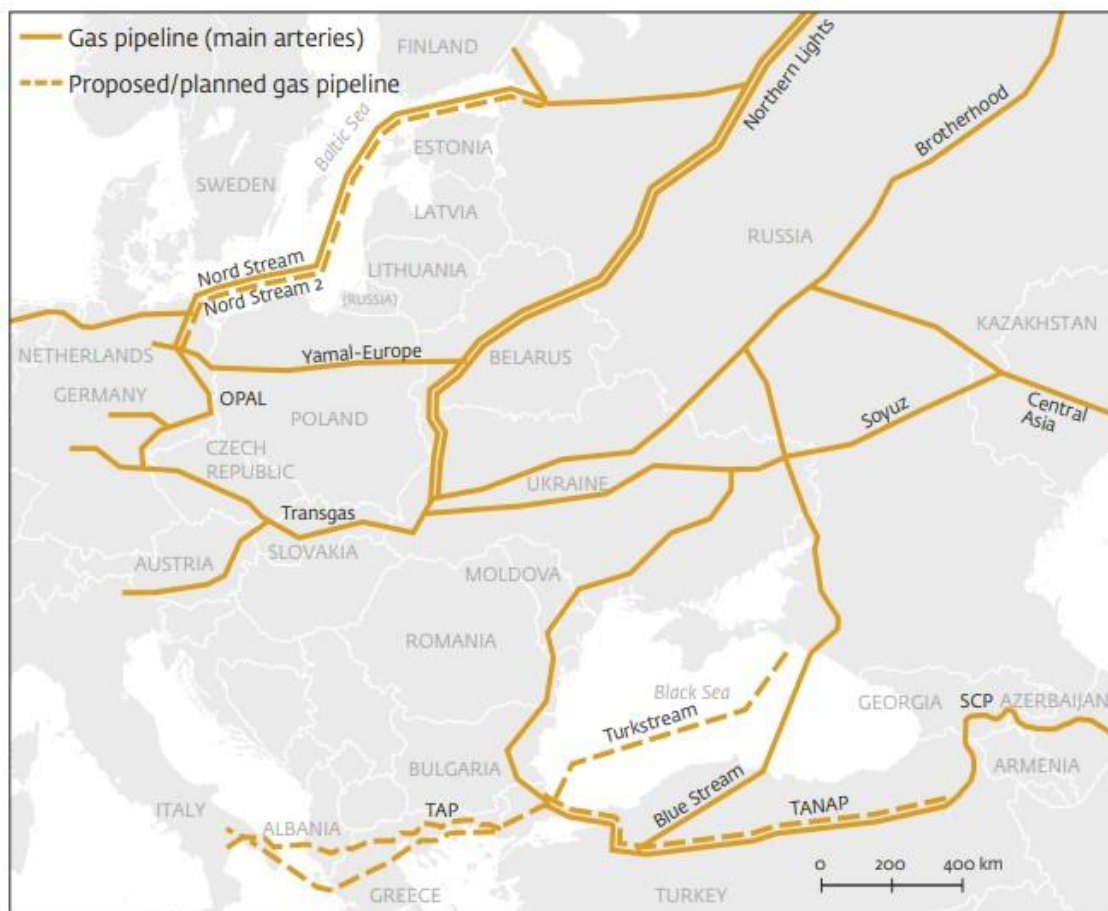 Gas pipeline (main arteries)
Proposed/planned gas pipeline
FINLAND
Northern Lights
Brotherhood
Baltic Sea
ESTONIA
SWEDEN
LATVIA
RUSSIA
Nord Stream
LITHUANIA
Nord Stream 2
(RUSSIA)
KAZAKHSTAN
NETHERLANDS
Yamal-Europe
BELARUS
GERMANY
OPAL
POLAND
Soyuz
Central
Asia
CZECH
REPUBLIC
UKRAINE
Transgas
SLOVAKIA
AUSTRIA
MOLDOVA
ROMANIA
Black Sea
GEORGIA
SCP
AZERBAIJAN
Turkstream
BULGARIA
ARMENIA
Blue Stream
ITALY
TAP
TANAP
ALBANIA
0 200 400 km
GREECE
TURKEY